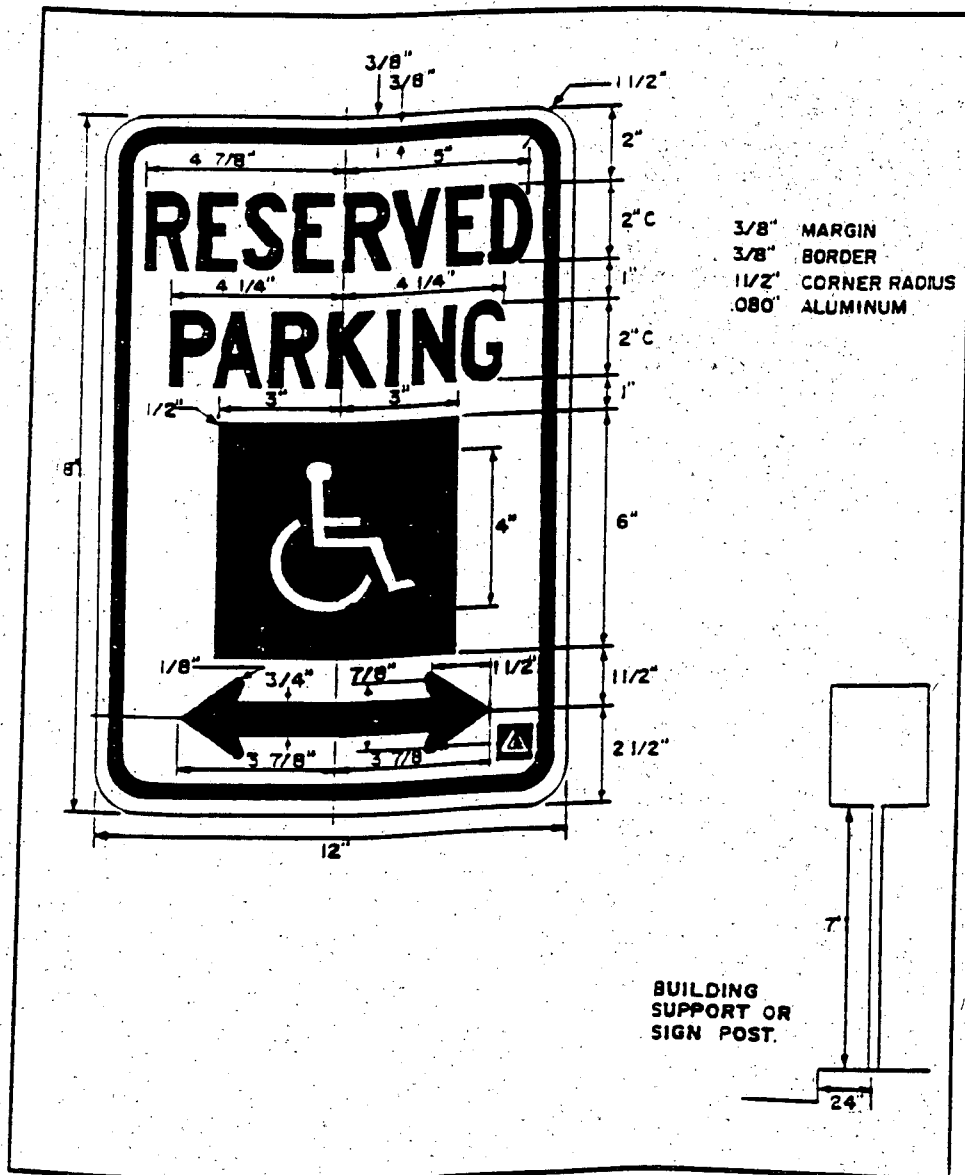 3/8"
3/8"
1 1/2"
2"
4 7/8" 5"
RESERVED
2" C
3/8" MARGIN
3/8" BORDER
1 1/2" CORNER RADIUS
.080" ALUMINUM
4 1/4" 4 1/4"
1"
PARKING
2" C
1/2" 3" 3"
1"
8"
4"
6"
1/8" 3/4" 7/8" 1 1/2"
1 1/2"
3 7/8" 3 7/8
2 1/2"
12"
7'
BUILDING
SUPPORT OR
SIGN POST.
24"